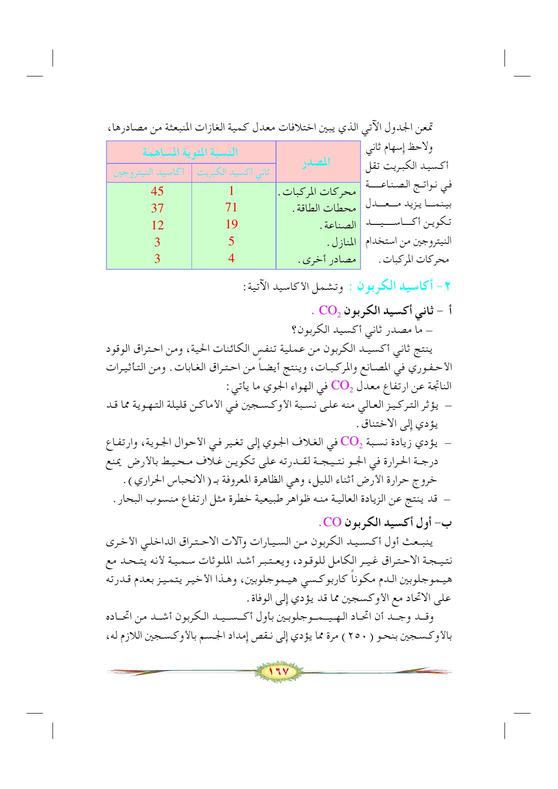 تمعن الجدول الآتي الذي يبين اختلافات معدل كمية الغازات المنبعثة من مصادرها،
ولاحظ إسهام ثاني
أكسيد الكبريت تقل
في نواتج الصناعة
بينما يزيد معدل
تكوين أكاسيد
النيتروجين من استخدام
محركات المركبات.
المصدر النسبة المئوية المساهمة
ثاني أكسيد الكبريت أكاسيد النيتروجين
محركات المركبات. 1 45
محطات الطاقة. 71 37
الصناعة. 19 12
المنازل. 5 3
مصادر أخرى. 4 3
٢- أكاسيد الكربون : وتشمل الأكاسيد الآتية:
أ - ثاني أكسيد الكربون CO2 .
– ما مصدر ثاني أكسيد الكربون؟
ينتج ثاني أكسيد الكربون من عملية تنفس الكائنات الحية، ومن احتراق الوقود
الأحفوري في المصانع والمركبات، وينتج أيضاً من احتراق الغابات. ومن التأثيرات
الناتجة عن ارتفاع معدل CO2 في الهواء الجوي ما يأتي:
– يؤثر التركيز العالي منه على نسبة الأوكسجين في الأماكن قليلة التهوية مما قد
يؤدي إلى الاختناق.
– يؤدي زيادة نسبة CO2 في الغلاف الجوي إلى تغير في الأحوال الجوية، وارتفاع
درجة الحرارة في الجو نتيجة لقدرته على تكوين غلاف محيط بالأرض يمنع
خروج حرارة الأرض أثناء الليل، وهي الظاهرة المعروفة بـ (الانحباس الحراري).
– قد ينتج عن الزيادة العالية منه ظواهر طبيعية خطرة مثل ارتفاع منسوب البحار.
ب- أول أكسيد الكربون CO .
ينبعث أول أكسيد الكربون من السيارات وآلات الاحتراق الداخلي الأخرى
نتيجة الاحتراق غير الكامل للوقود، ويعتبر أشد الملوثات سمية لأنه يتحد مع
هيموجلوبين الدم مكوناً كاربوكسي هيموجلوبين، وهذا الأخير يتميز بعدم قدرته
على الاتحاد مع الأوكسجين مما قد يؤدي إلى الوفاة.
وقد وجد أن اتحاد الهيموجلوبين بأول أكسيد الكربون أشد من اتحاده
بالأوكسجين بنحو (٢٥٠) مرة مما يؤدي إلى نقص إمداد الجسم بالأوكسجين اللازم له،
١٦٧